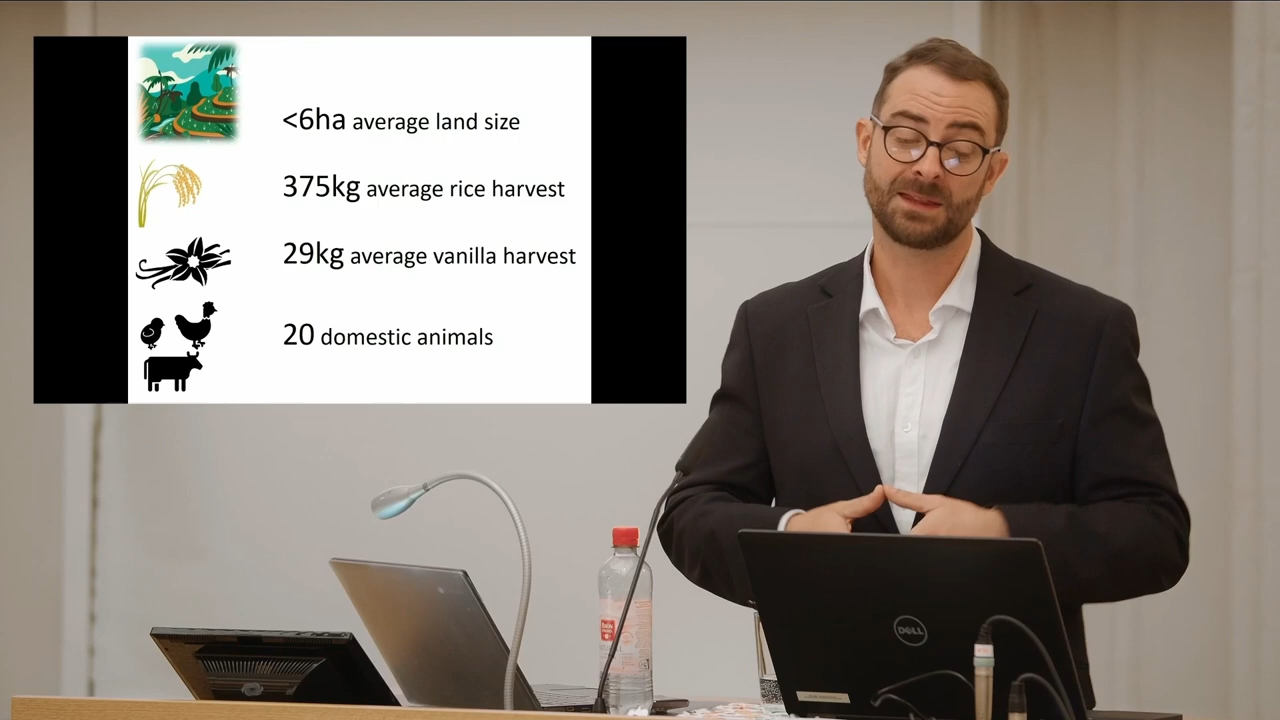 <6ha average land size
375kg average rice harvest
29kg average vanilla harvest
20 domestic animals
DELL